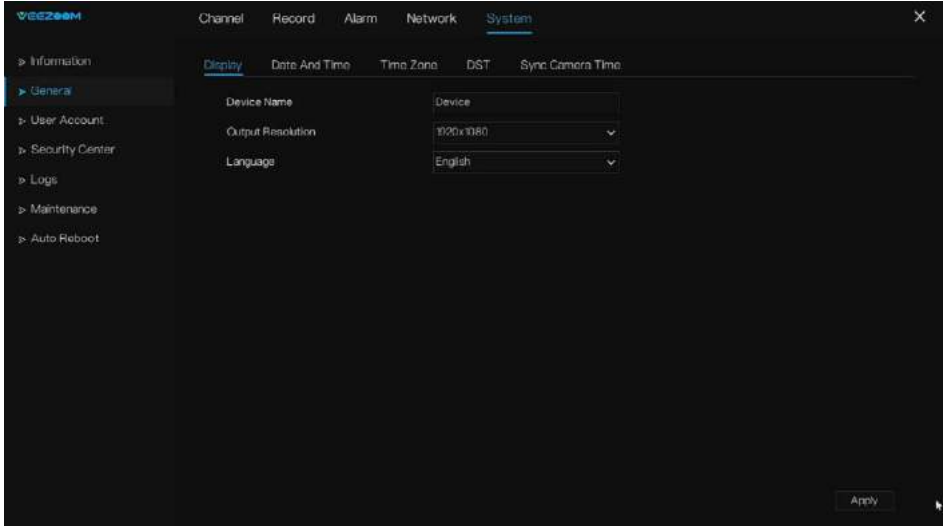 VEEZOOM
Channel Record Alarm Network System
Information
General
User Account
Security Center
Logs
Maintenance
Auto Reboot
Display Date And Time Time Zone DST Sync Camera Time
Device Name Device
Output Resolution 1920x1080
Language English
Apply